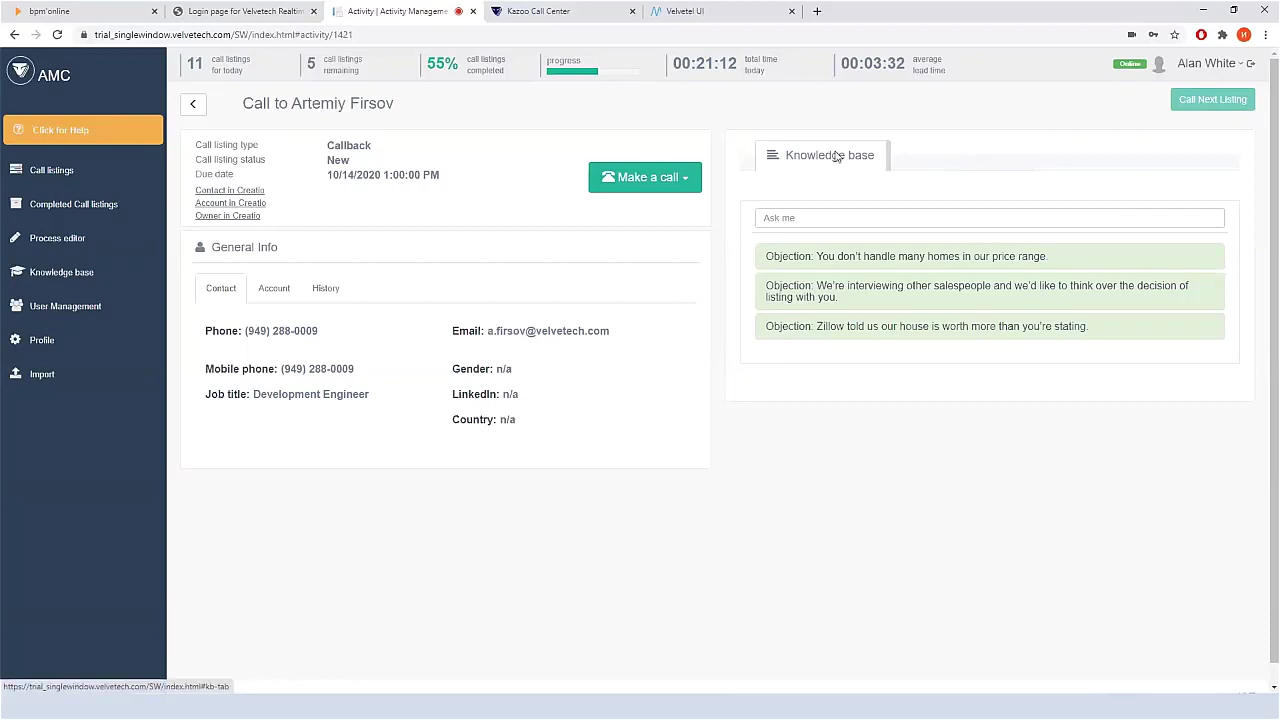 bpm'online
Login page for Velvetech Realtim
Activity | Activity Manageme
Kazoo Call Center
Velvetel UI
trial_singlewindow.velvetech.com/SW/index.html#activity/1421
AMC
11 call listings for today
5 call listings remaining
55% call listings completed
progress
00:21:12 total time today
00:03:32 average lead time
Online
Alan White
Click for Help
Call listings
Completed Call listings
Process editor
Knowledge base
User Management
Profile
Import
Call to Artemiy Firsov
Call Next Listing
Call listing type Callback
Call listing status New
Due date 10/14/2020 1:00:00 PM
Contact in Creatio
Account in Creatio
Owner in Creatio
Make a call
General Info
Contact Account History
Phone: (949) 288-0009
Email: a.firsov@velvetech.com
Mobile phone: (949) 288-0009
Gender: n/a
Job title: Development Engineer
LinkedIn: n/a
Country: n/a
Knowledge base
Ask me
Objection: You don't handle many homes in our price range.
Objection: We're interviewing other salespeople and we'd like to think over the decision of
listing with you.
Objection: Zillow told us our house is worth more than you're stating.
https://trial_singlewindow.velvetech.com/SW/index.html#kb-tab